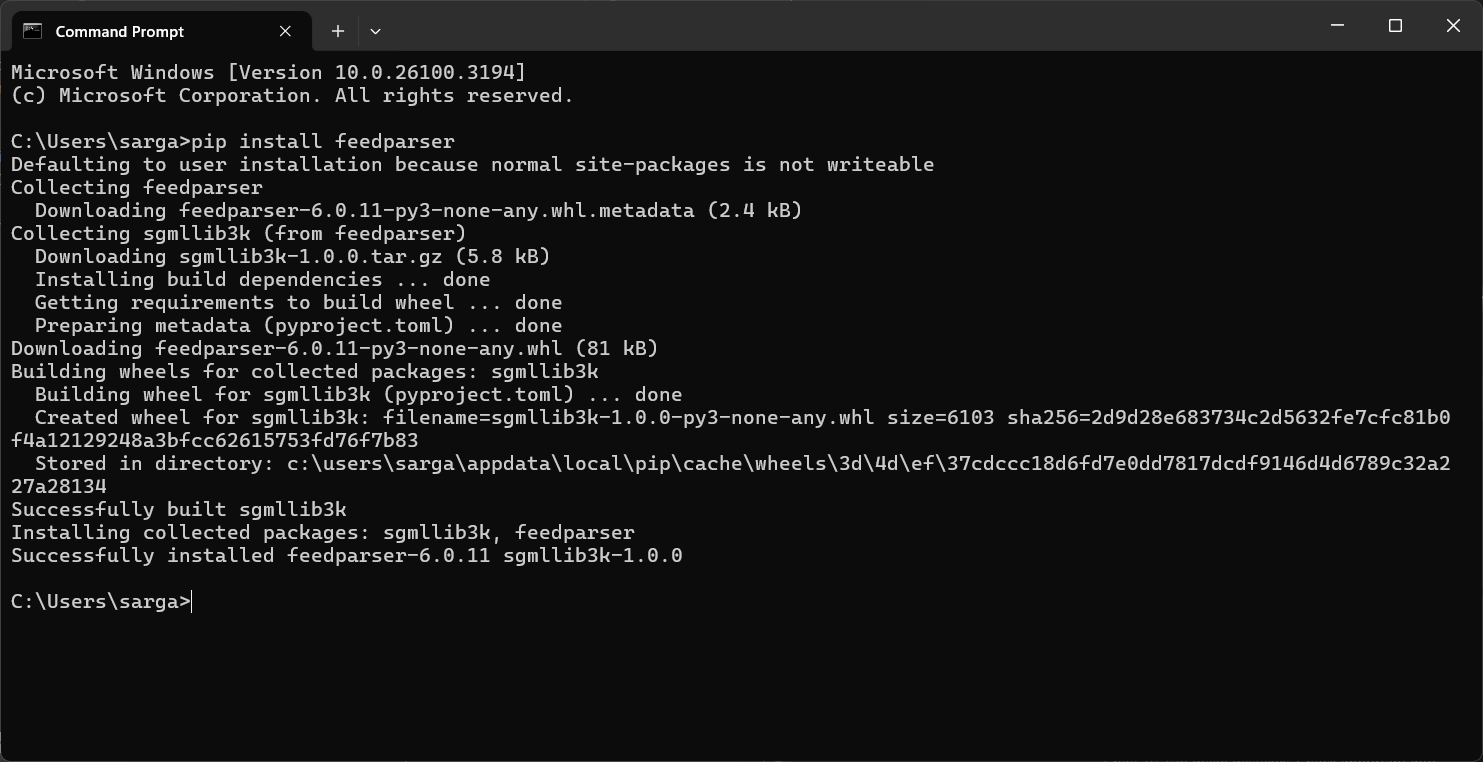 Command Prompt
Microsoft Windows [Version 10.0.26100.3194]
(c) Microsoft Corporation. All rights reserved.
C:\Users\sarga>pip install feedparser
Defaulting to user installation because normal site-packages is not writeable
Collecting feedparser
  Downloading feedparser-6.0.11-py3-none-any.whl.metadata (2.4 kB)
Collecting sgmllib3k (from feedparser)
  Downloading sgmllib3k-1.0.0.tar.gz (5.8 kB)
  Installing build dependencies ... done
  Getting requirements to build wheel ... done
  Preparing metadata (pyproject.toml) ... done
Downloading feedparser-6.0.11-py3-none-any.whl (81 kB)
Building wheels for collected packages: sgmllib3k
  Building wheel for sgmllib3k (pyproject.toml) ... done
  Created wheel for sgmllib3k: filename=sgmllib3k-1.0.0-py3-none-any.whl size=6103 sha256=2d9d28e683734c2d5632fe7cfc81b0
f4a12129248a3bfcc62615753fd76f7b83
  Stored in directory: c:\users\sarga\appdata\local\pip\cache\wheels\3d\4d\ef\37cdccc18d6fd7e0dd7817dcdf9146d4d6789c32a2
27a28134
Successfully built sgmllib3k
Installing collected packages: sgmllib3k, feedparser
Successfully installed feedparser-6.0.11 sgmllib3k-1.0.0
C:\Users\sarga>